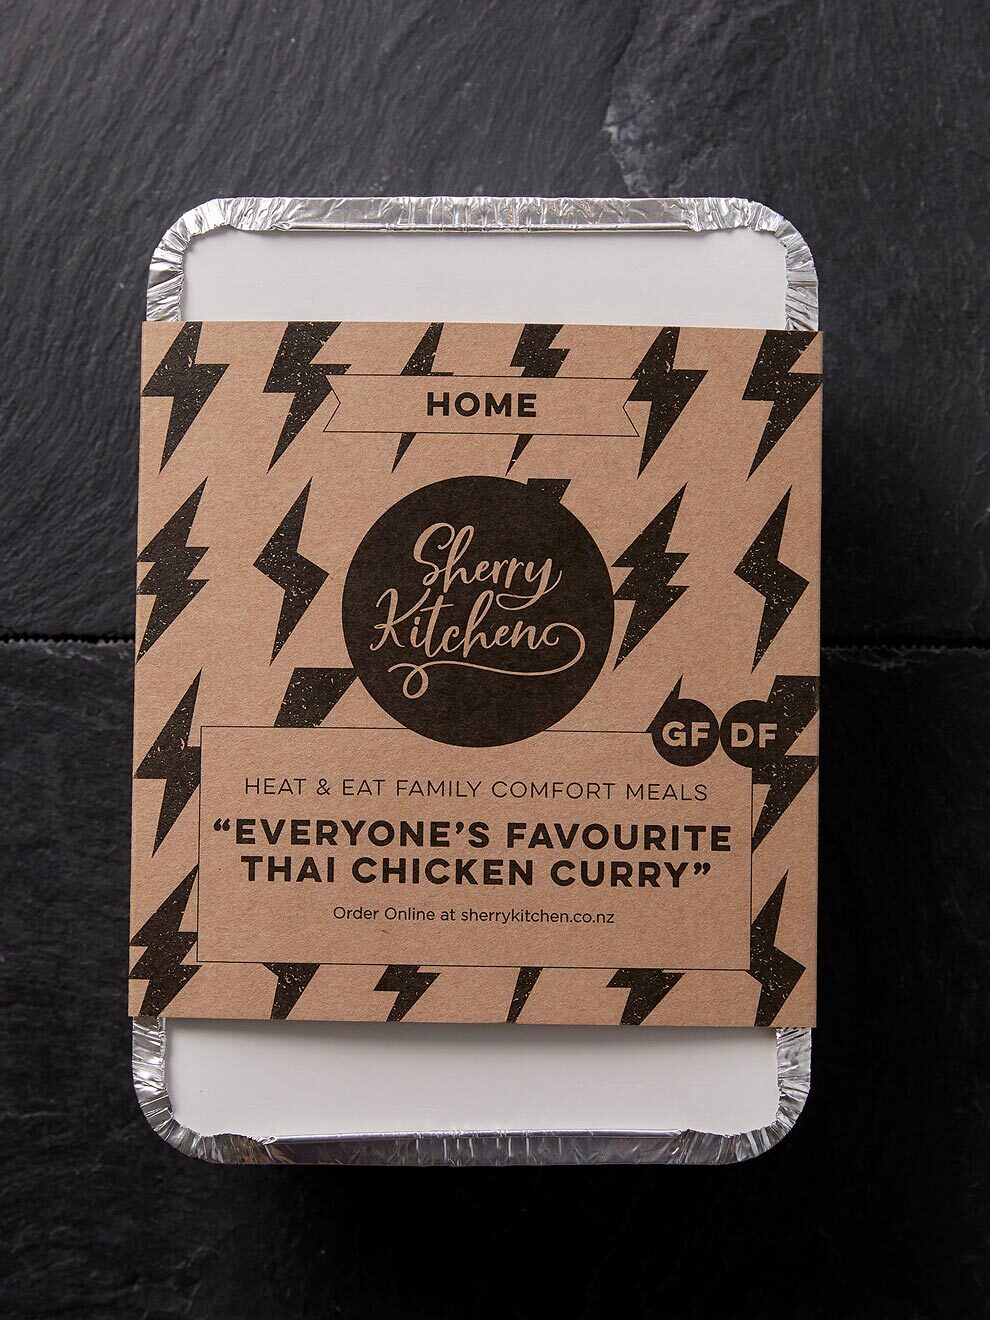 HOME
Sherry
Kitchen
GF DF
HEAT & EAT FAMILY COMFORT MEALS
“EVERYONE’S FAVOURITE
THAI CHICKEN CURRY”
Order Online at sherrykitchen.co.nz